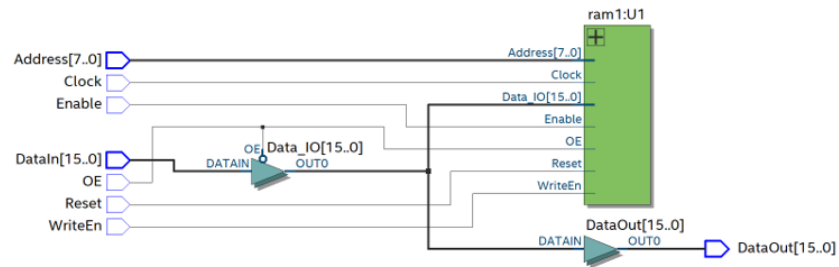 ram1:U1
Address[7..0] Address[7..0]
Clock Clock
Enable Data_IO[15..0]
Enable
OE Data_IO[15..0] OE
DataIn[15..0] DATAIN OUT0 Reset
OE
Reset WriteEn
WriteEn DataOut[15..0]
DATAIN OUT0 DataOut[15..0]